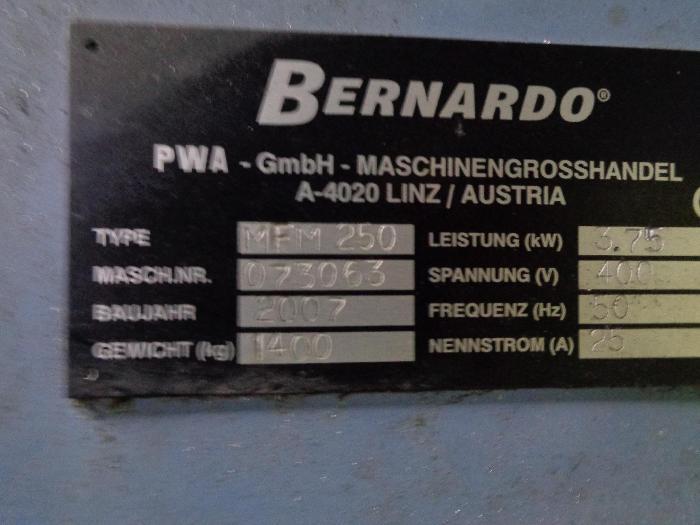 BERNARDO®
PWA - GmbH - MASCHINENGROSSHANDEL
A-4020 LINZ / AUSTRIA
TYPE MFM 250 LEISTUNG (kW) 3.75
MASCH.NR. 073063 SPANNUNG (V) 400
BAUJAHR 2007 FREQUENZ (Hz) 50
GEWICHT (kg) 1400 NENNSTROM (A) 25